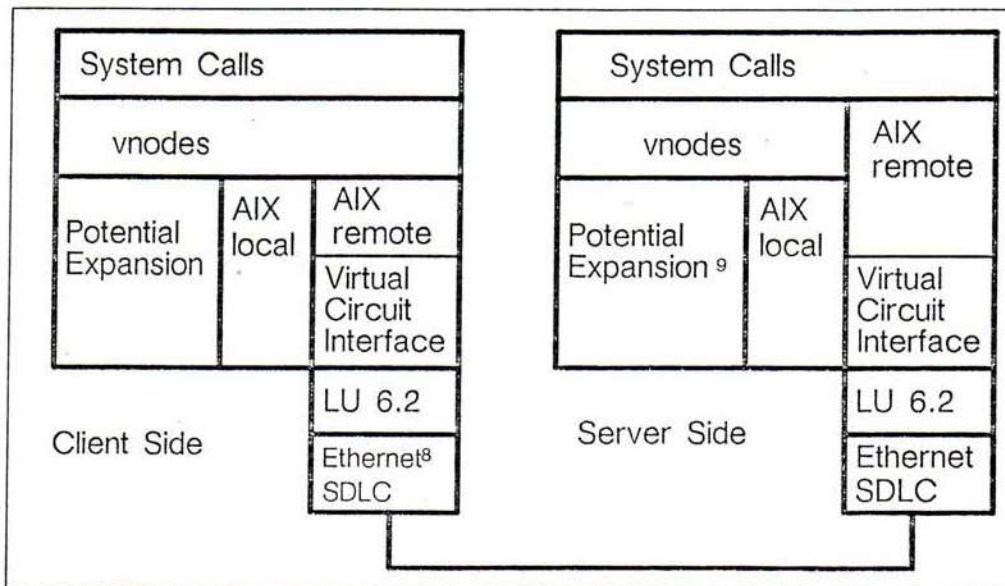 System Calls
vnodes
Potential
Expansion
AIX
local
AIX
remote
Virtual
Circuit
Interface
LU 6.2
Ethernet⁸
SDLC
Client Side
System Calls
vnodes
AIX
remote
Potential
Expansion ⁹
AIX
local
Virtual
Circuit
Interface
LU 6.2
Ethernet
SDLC
Server Side